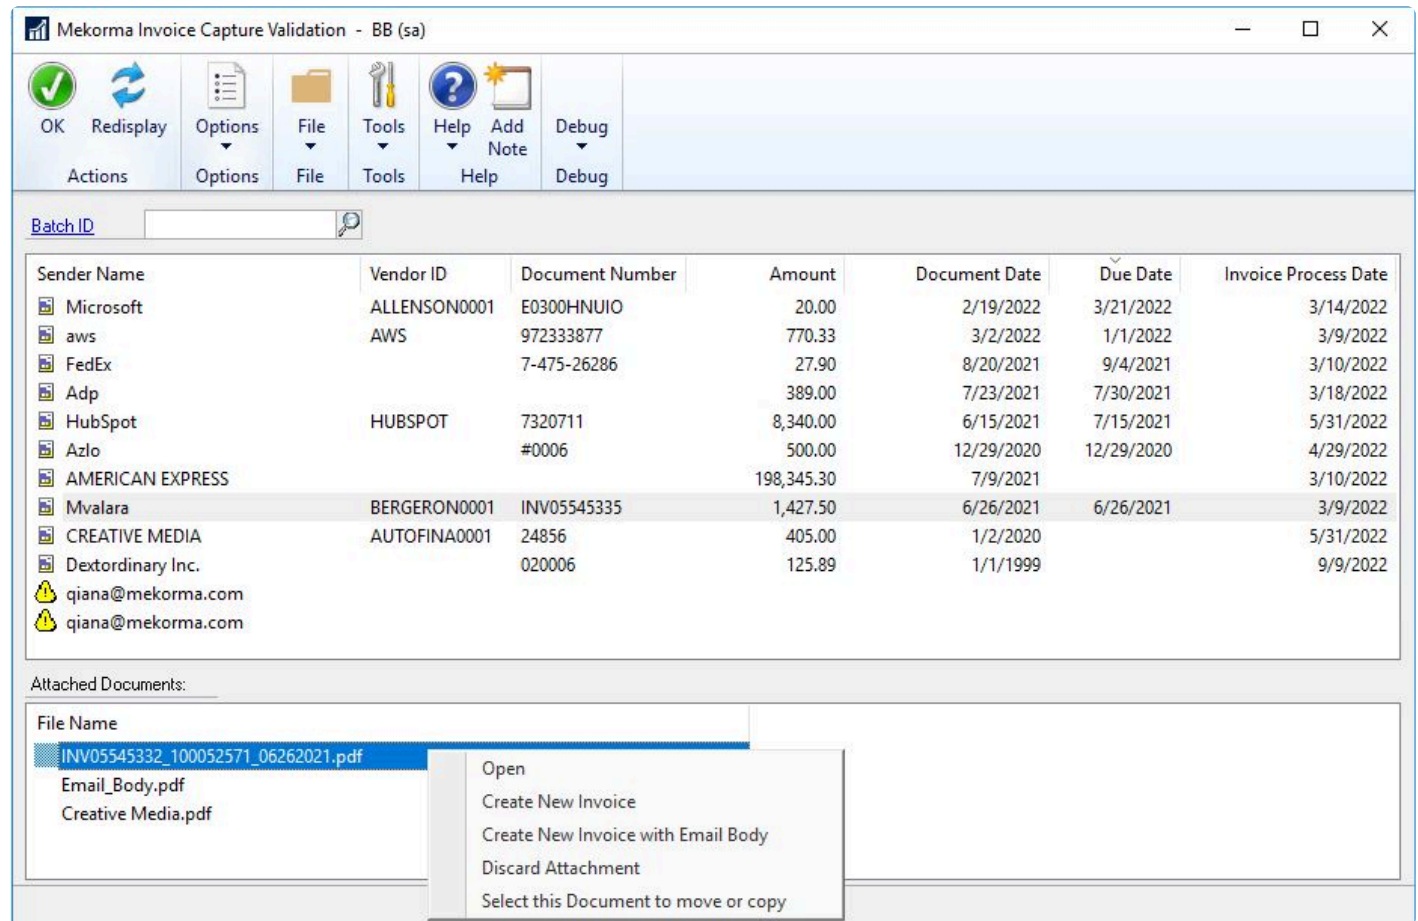 Mekorma Invoice Capture Validation - BB (sa)
OK Redisplay Options File Tools Help Add Note Debug
Actions Options File Tools Help Debug
Batch ID
Sender Name Vendor ID Document Number Amount Document Date Due Date Invoice Process Date
Microsoft ALLENSON0001 E0300HNUIO 20.00 2/19/2022 3/21/2022 3/14/2022
aws AWS 972333877 770.33 3/2/2022 1/1/2022 3/9/2022
FedEx 7-475-26286 27.90 8/20/2021 9/4/2021 3/10/2022
Adp 389.00 7/23/2021 7/30/2021 3/18/2022
HubSpot HUBSPOT 7320711 8,340.00 6/15/2021 7/15/2021 5/31/2022
Azlo #0006 500.00 12/29/2020 12/29/2020 4/29/2022
AMERICAN EXPRESS 198,345.30 7/9/2021 3/10/2022
Mvalara BERGERON0001 INV05545335 1,427.50 6/26/2021 6/26/2021 3/9/2022
CREATIVE MEDIA AUTOFINA0001 24856 405.00 1/2/2020 5/31/2022
Dextordinary Inc. 020006 125.89 1/1/1999 9/9/2022
qiana@mekorma.com
qiana@mekorma.com
Attached Documents:
File Name
INV05545332_100052571_06262021.pdf
Email_Body.pdf
Creative Media.pdf
Open
Create New Invoice
Create New Invoice with Email Body
Discard Attachment
Select this Document to move or copy